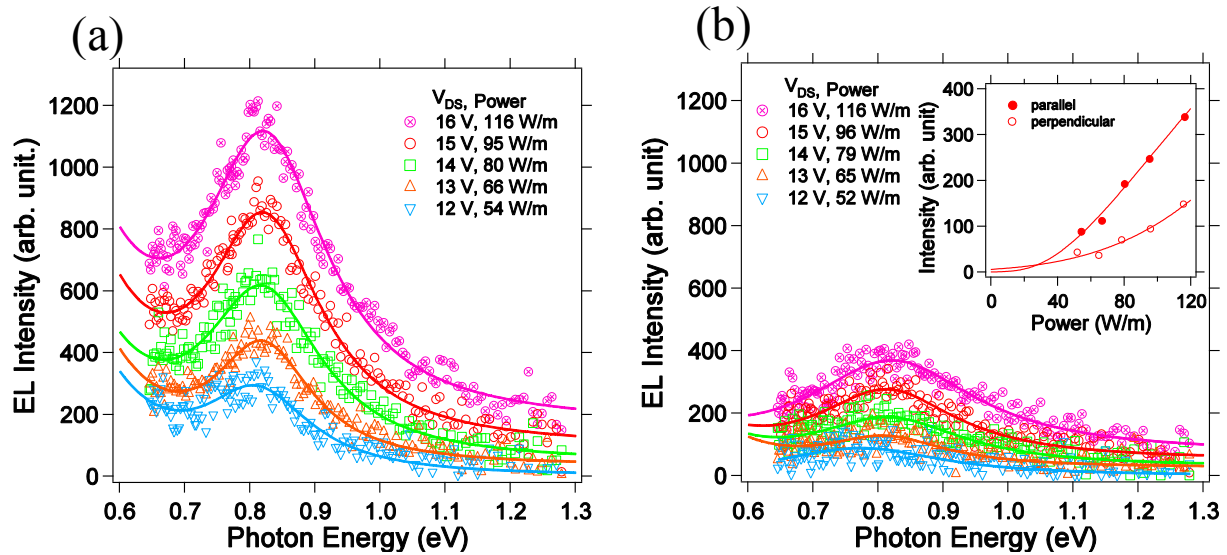 (a)
EL Intensity (arb. unit.)
1200
1000
800
600
400
200
0
V_DS, Power
16 V, 116 W/m
15 V, 95 W/m
14 V, 80 W/m
13 V, 66 W/m
12 V, 54 W/m
0.6 0.7 0.8 0.9 1.0 1.1 1.2 1.3
Photon Energy (eV)
(b)
EL Intensity (arb. unit)
1200
1000
800
600
400
200
0
V_DS, Power
16 V, 116 W/m
15 V, 96 W/m
14 V, 79 W/m
13 V, 65 W/m
12 V, 52 W/m
Intensity (arb. unit)
400
300
200
100
0
parallel
perpendicular
0 40 80 120
Power (W/m)
0.6 0.7 0.8 0.9 1.0 1.1 1.2 1.3
Photon Energy (eV)